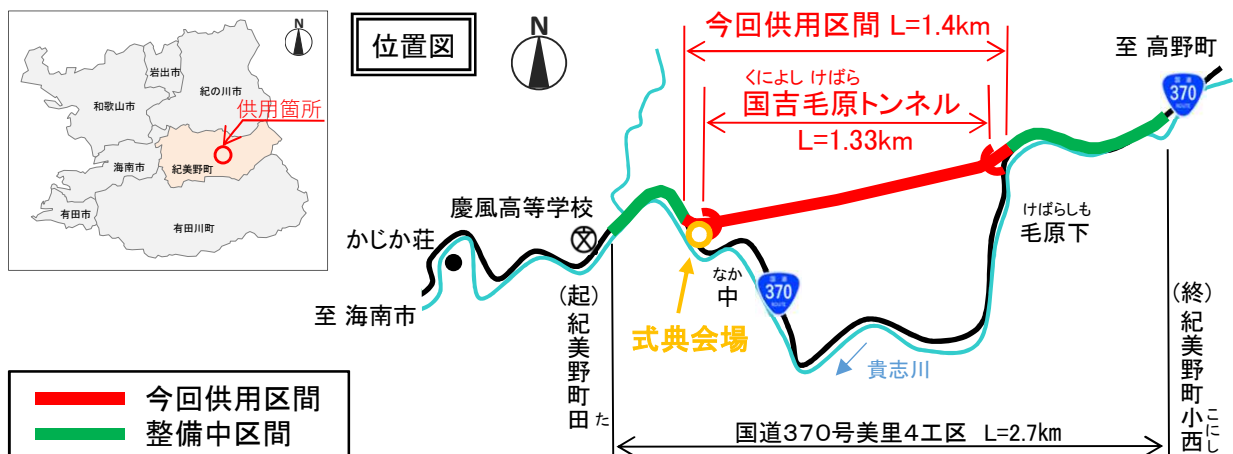 N
岩出市
和歌山市
紀の川市
供用箇所
海南市
紀美野町
有田市
有田川町
位置図
N
今回供用区間 L=1.4km
くによし けばら
国吉毛原トンネル
L=1.33km
至 高野町
国道
370
ROUTE
慶風高等学校
文
かじか荘
至 海南市
けばらしも
毛原下
なか
中
国道
370
ROUTE
式典会場
貴志川
(起)紀美野町田
た
(終)紀美野町小西
こにし
国道370号美里4工区 L=2.7km
今回供用区間
整備中区間